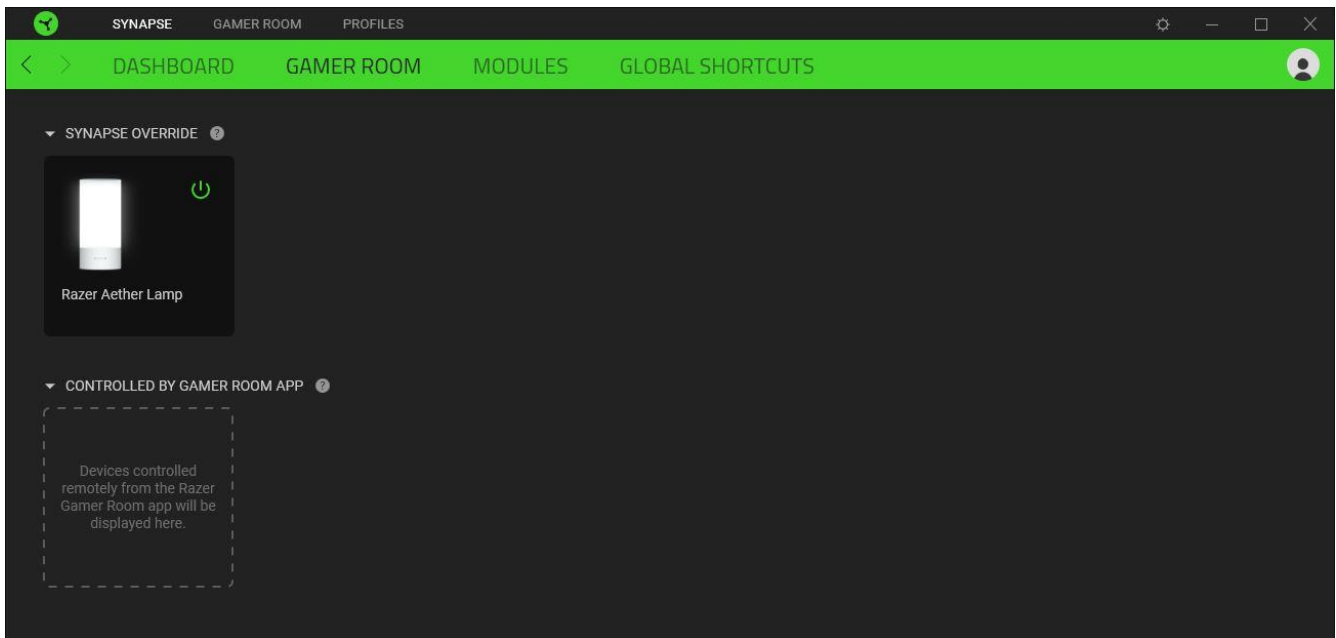 SYNAPSE GAMER ROOM PROFILES
DASHBOARD GAMER ROOM MODULES GLOBAL SHORTCUTS
SYNAPSE OVERRIDE ?
Razer Aether Lamp
CONTROLLED BY GAMER ROOM APP ?
Devices controlled
remotely from the Razer
Gamer Room app will be
displayed here.